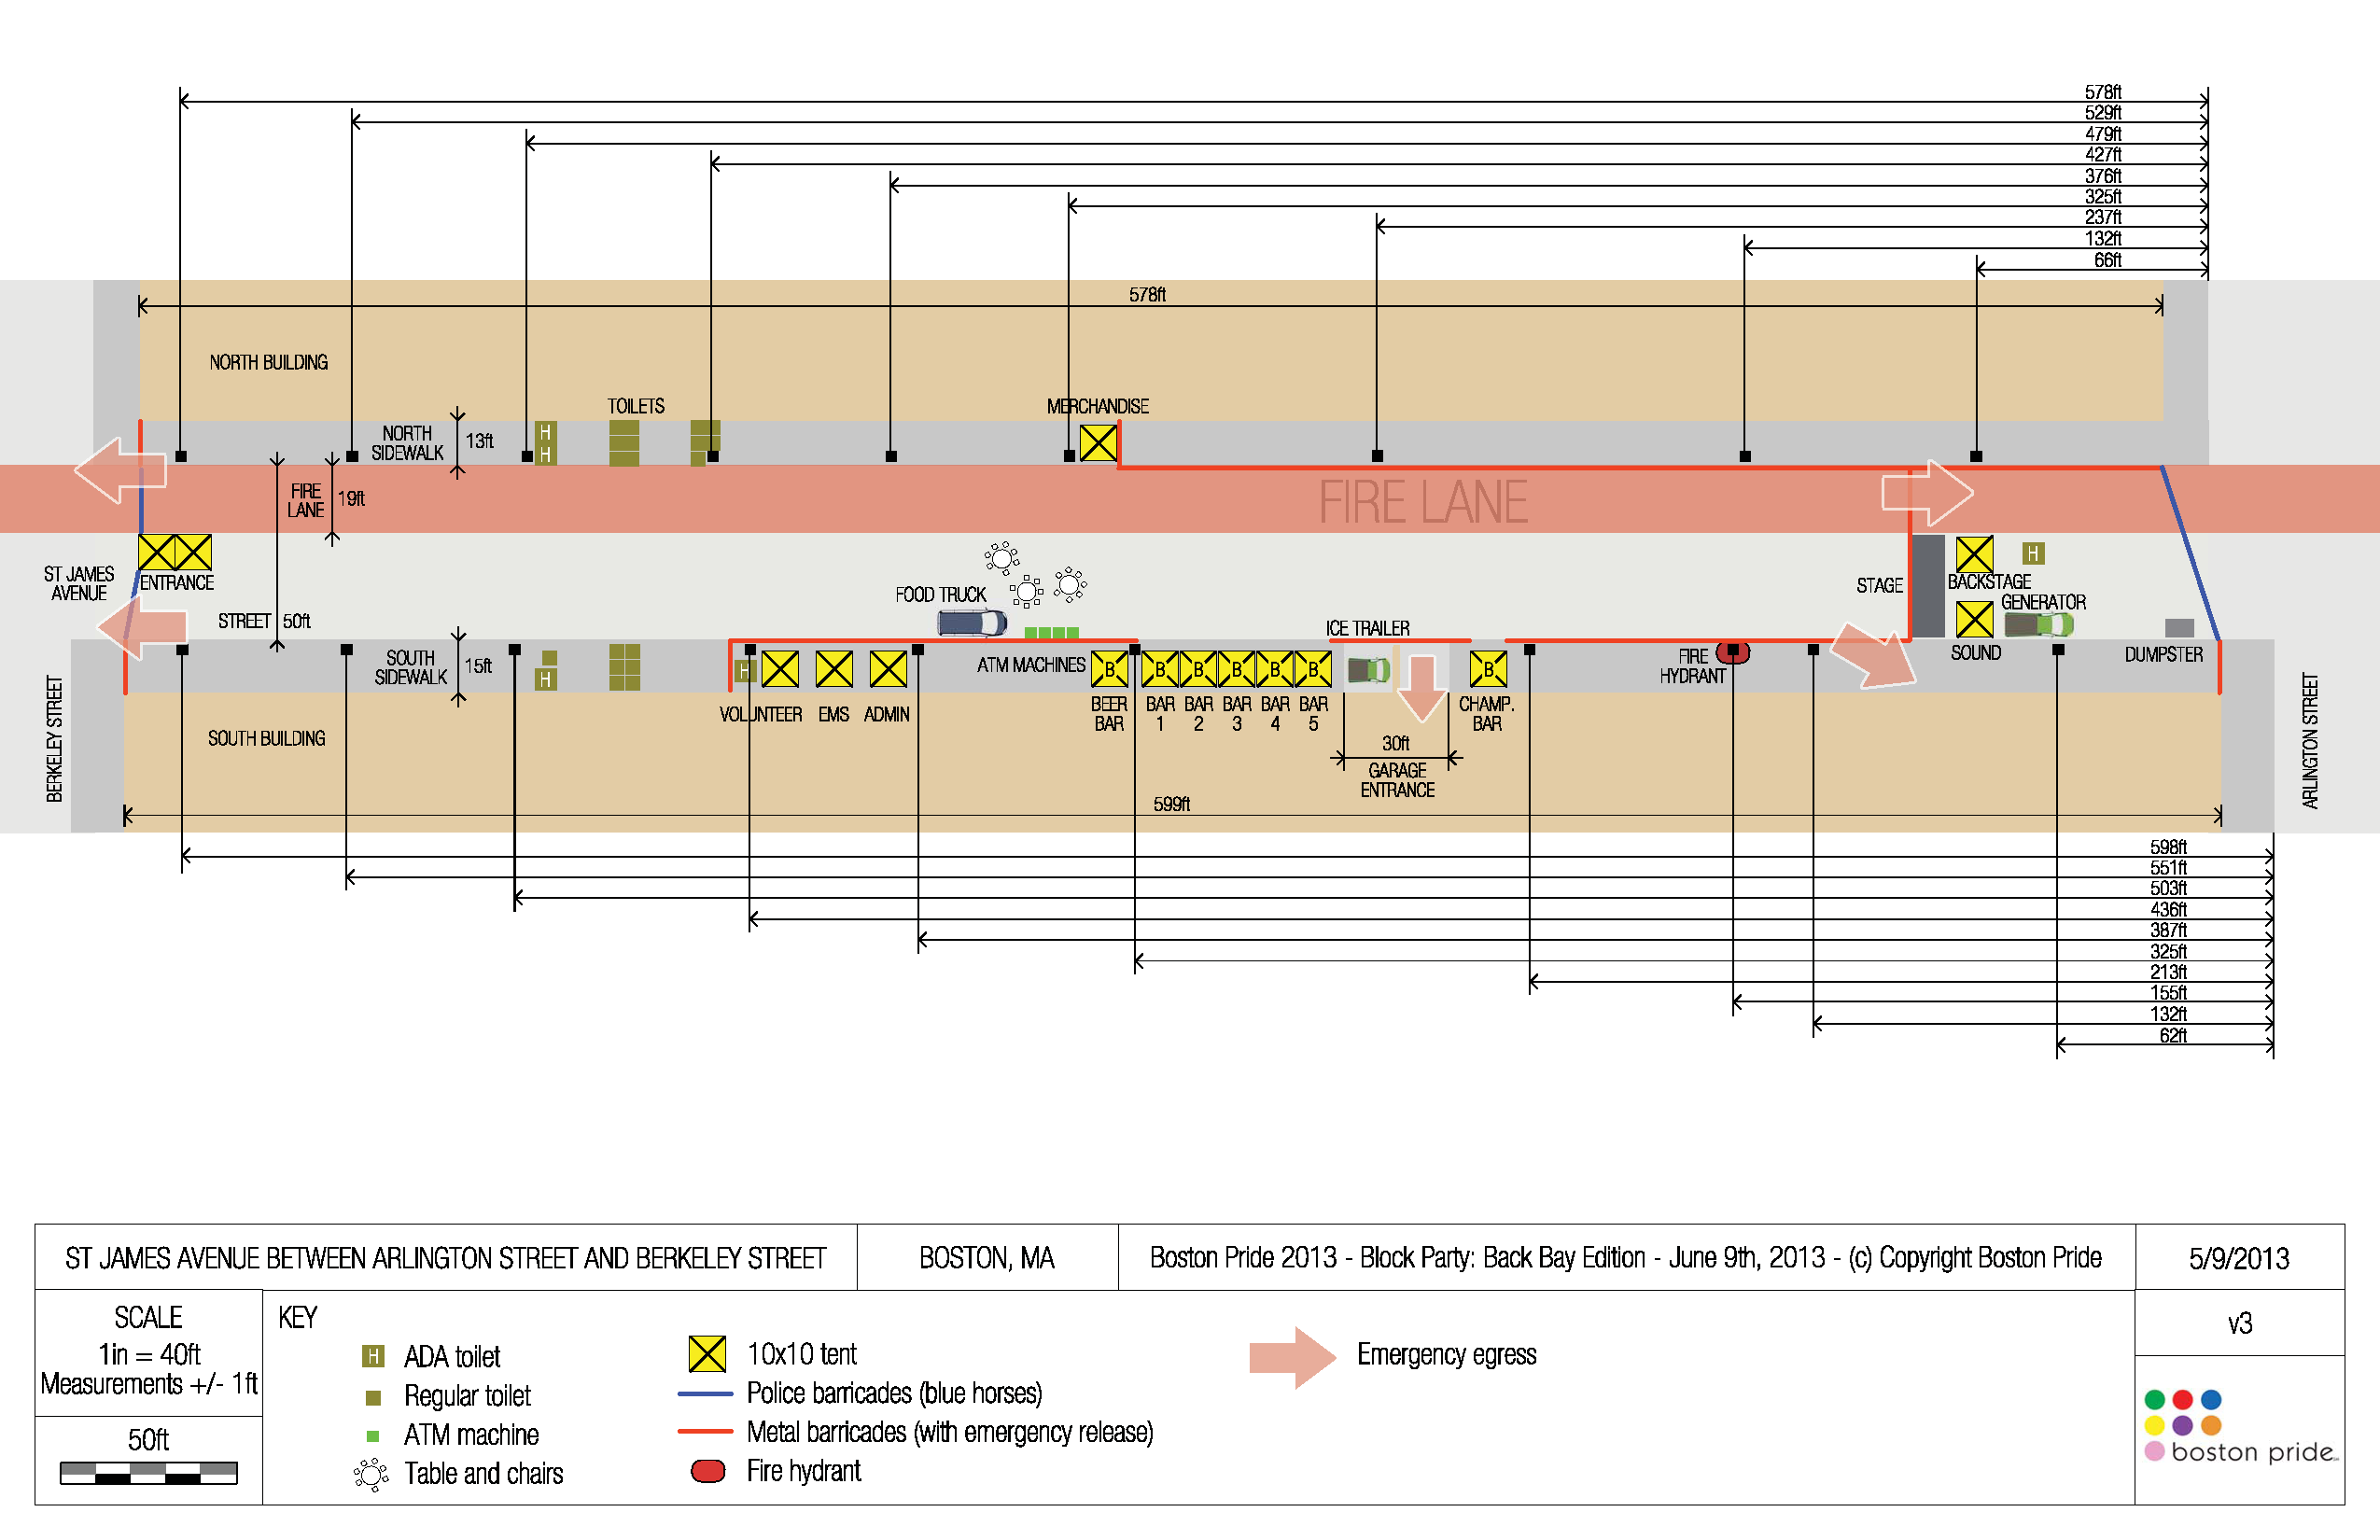 578ft
529ft
479ft
427ft
376ft
325ft
237ft
132ft
66ft
578ft
NORTH BUILDING
TOILETS
MERCHANDISE
NORTH
SIDEWALK
13ft
H
H
FIRE
LANE
19ft
FIRE LANE
ST JAMES
AVENUE
ENTRANCE
STREET
50ft
FOOD TRUCK
STAGE
H
BACKSTAGE
GENERATOR
ICE TRAILER
SOUTH
SIDEWALK
15ft
H
H
ATM MACHINES
B
B
B
B
B
B
B
FIRE
HYDRANT
SOUND
DUMPSTER
VOLUNTEER
EMS
ADMIN
BEER
BAR
BAR
1
BAR
2
BAR
3
BAR
4
BAR
5
CHAMP.
BAR
SOUTH BUILDING
30ft
GARAGE
ENTRANCE
BERKELEY STREET
ARLINGTON STREET
599ft
598ft
551ft
503ft
436ft
387ft
325ft
213ft
155ft
132ft
62ft
ST JAMES AVENUE BETWEEN ARLINGTON STREET AND BERKELEY STREET
BOSTON, MA
Boston Pride 2013 - Block Party: Back Bay Edition - June 9th, 2013 - (c) Copyright Boston Pride
5/9/2013
SCALE
1in = 40ft
Measurements +/- 1ft
50ft
KEY
H
ADA toilet
Regular toilet
ATM machine
Table and chairs
10x10 tent
Police barricades (blue horses)
Metal barricades (with emergency release)
Fire hydrant
Emergency egress
v3
boston pride